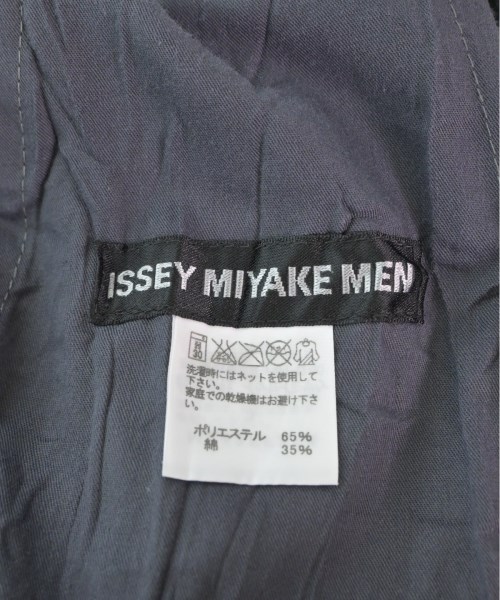 ISSEY MIYAKE MEN
洗濯時にはネットを使用して
下さい。
家庭での乾燥機はお避け下
さい。
ポリエステル 65%
綿 35%